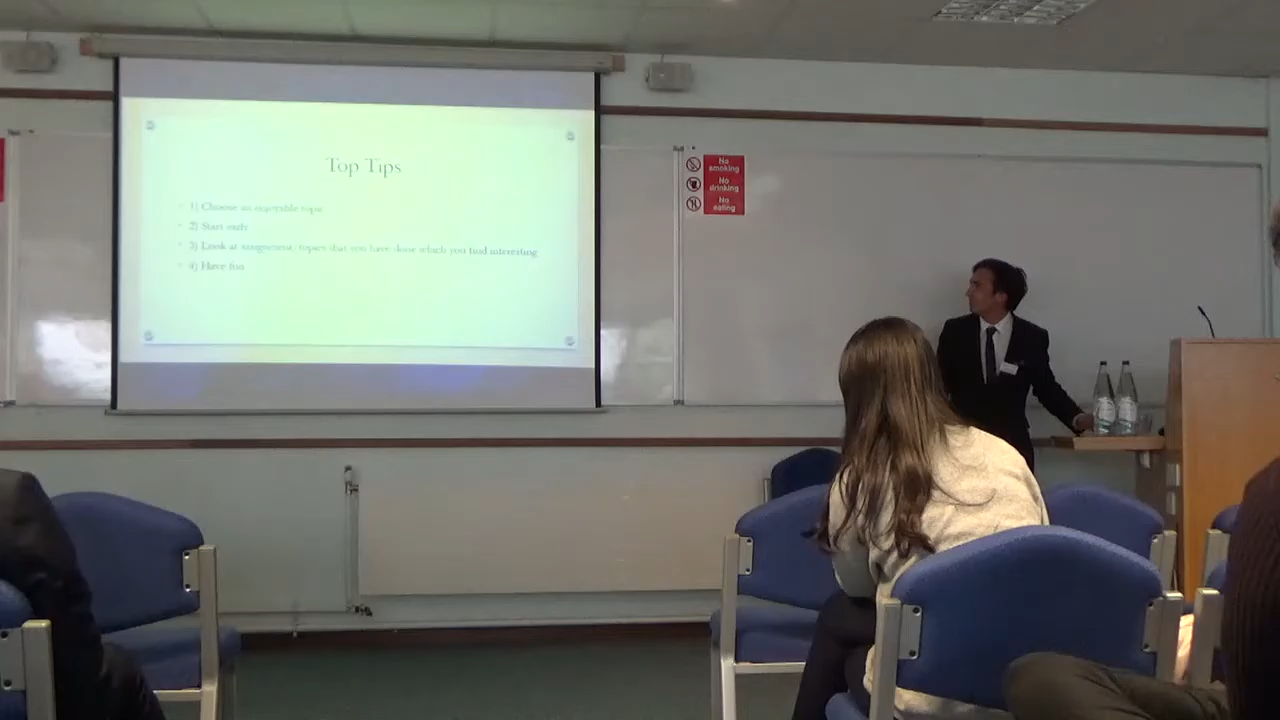 Top Tips
1) Choose an enjoyable topic
2) Start early
3) Look at assignment topics that you have done which you find interesting
4) Have fun
No smoking
No drinking
No eating